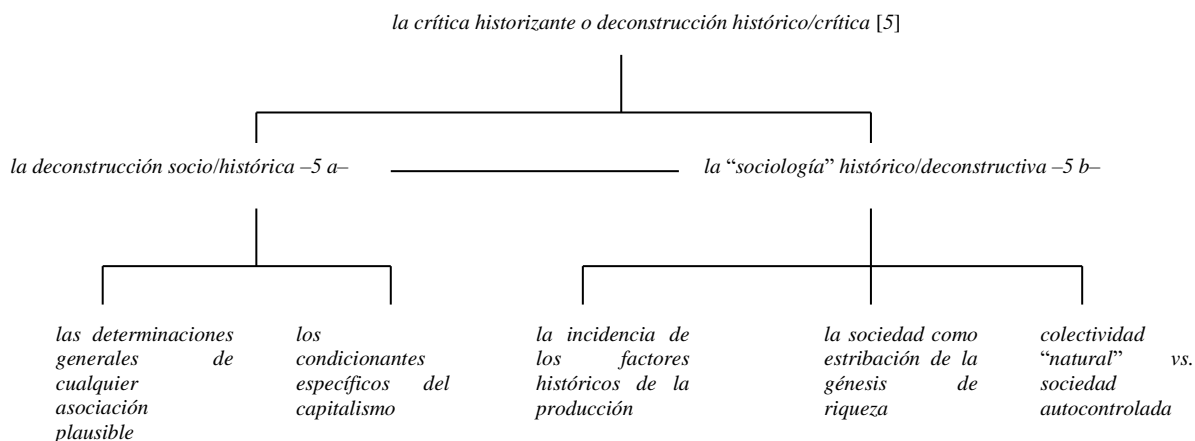 la crítica historizante o deconstrucción histórico/crítica [5]
la deconstrucción socio/histórica –5 a–
la “sociología” histórico/deconstructiva –5 b–
las determinaciones
generales de
cualquier
asociación
plausible
los
condicionantes
específicos del
capitalismo
la incidencia de
los factores
históricos de la
producción
la sociedad como
estribación de la
génesis de
riqueza
colectividad
“natural” vs.
sociedad
autocontrolada